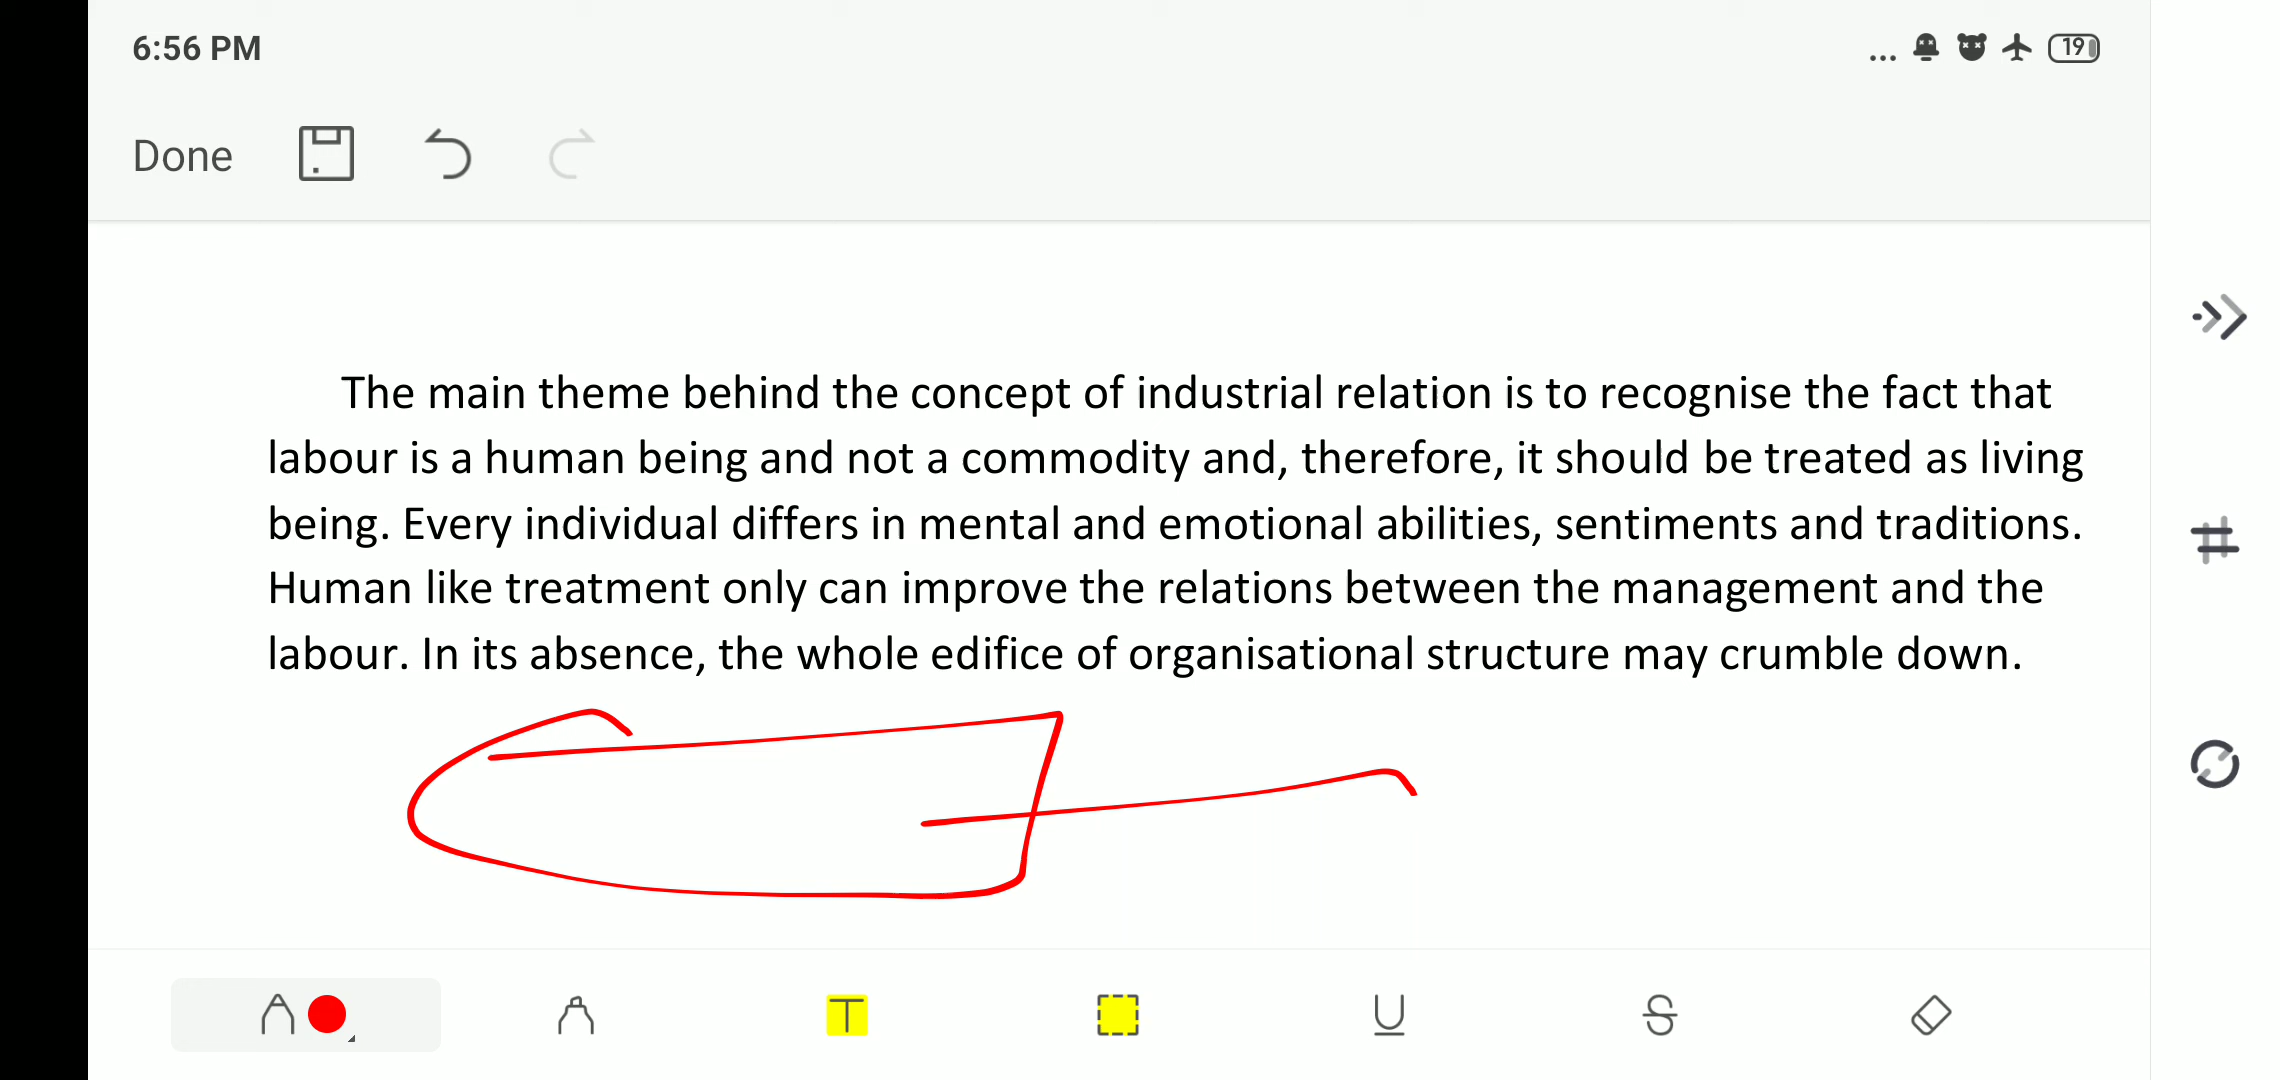 6:56 PM
... 19
Done
The main theme behind the concept of industrial relation is to recognise the fact that
labour is a human being and not a commodity and, therefore, it should be treated as living
being. Every individual differs in mental and emotional abilities, sentiments and traditions.
Human like treatment only can improve the relations between the management and the
labour. In its absence, the whole edifice of organisational structure may crumble down.
T U S